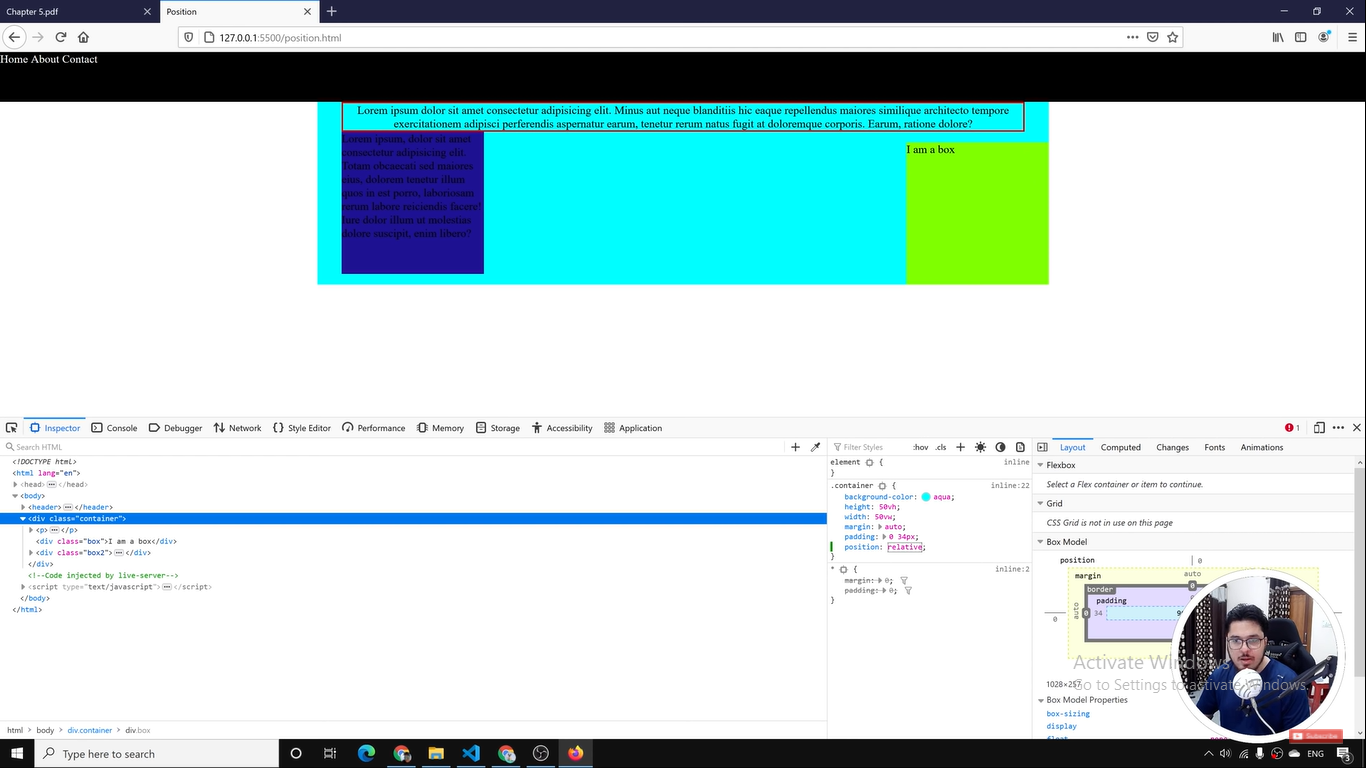 Chapter 5.pdf
Position
127.0.0.1:5500/position.html
Home About Contact
Lorem ipsum dolor sit amet consectetur adipisicing elit. Minus aut neque blanditiis hic eaque repellendus maiores similique architecto tempore
exercitationem adipisci perferendis aspernatur earum, tenetur rerum natus fugit at doloremque corporis. Earum, ratione dolore?
Lorem ipsum, dolor sit amet
consectetur adipisicing elit.
Totam obcaecati sed maiores
eius, dolorem tenetur illum
quos in est porro, laboriosam
rerum labore reiciendis facere!
Iure dolor illum ut molestias
dolore suscipit, enim libero?
I am a box
Inspector
Console
Debugger
Network
Style Editor
Performance
Memory
Storage
Accessibility
Application
1
Search HTML
<!DOCTYPE html>
<html lang="en">
<head></head>
<body>
<header></header>
<div class="container">
<p></p>
<div class="box">I am a box</div>
<div class="box2"></div>
</div>
<!--Code injected by live-server-->
<script type="text/javascript"></script>
</body>
</html>
html
body
div.container
div.box
Filter Styles
:hov
.cls
element {
inline
}
.container {
inline:22
background-color: aqua;
height: 50vh;
width: 50vw;
margin: auto;
padding: 0 34px;
position: relative;
}
* {
inline:2
margin: 0;
padding: 0;
}
Layout
Computed
Changes
Fonts
Animations
Flexbox
Select a Flex container or item to continue.
Grid
CSS Grid is not in use on this page
Box Model
position
0
margin
auto
border
0
padding
auto
0
0
34
1028×257
Box Model Properties
box-sizing
display
Activate Windows
Go to Settings to activate Windows.
Subscribe
Type here to search
ENG
3